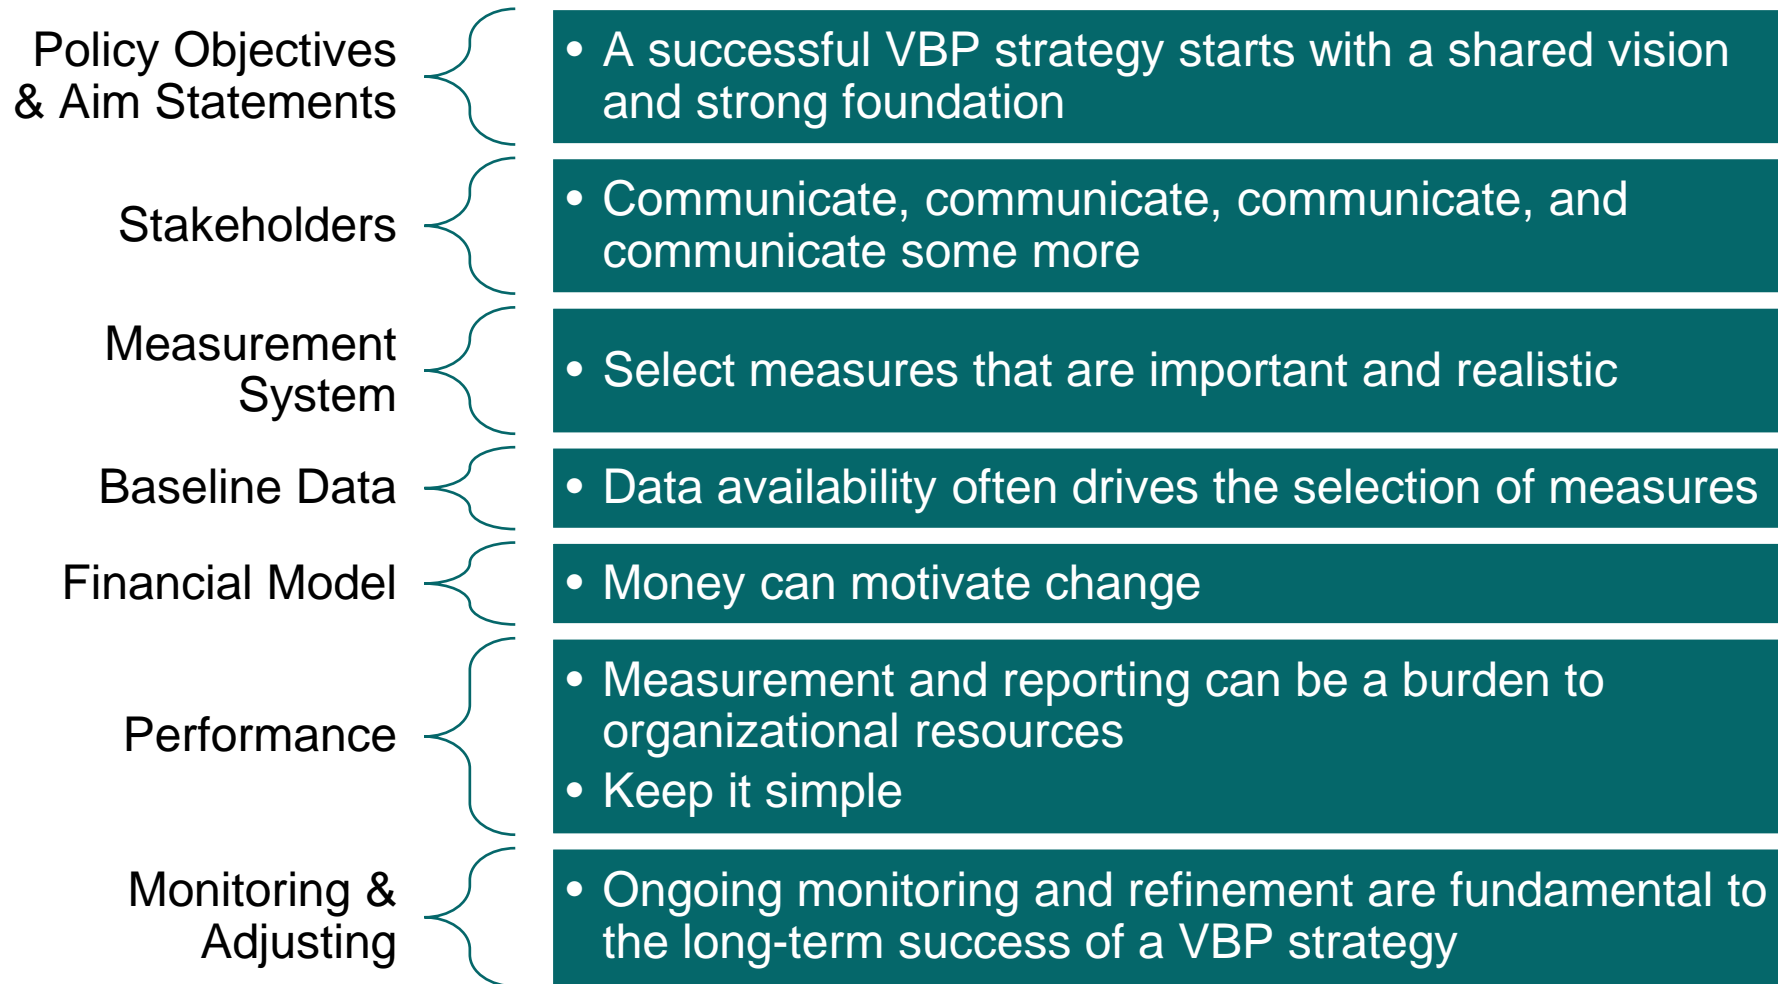 Policy Objectives
& Aim Statements
• A successful VBP strategy starts with a shared vision
and strong foundation
Stakeholders
• Communicate, communicate, communicate, and
communicate some more
Measurement
System
• Select measures that are important and realistic
Baseline Data
• Data availability often drives the selection of measures
Financial Model
• Money can motivate change
Performance
• Measurement and reporting can be a burden to
organizational resources
• Keep it simple
Monitoring &
Adjusting
• Ongoing monitoring and refinement are fundamental to
the long-term success of a VBP strategy